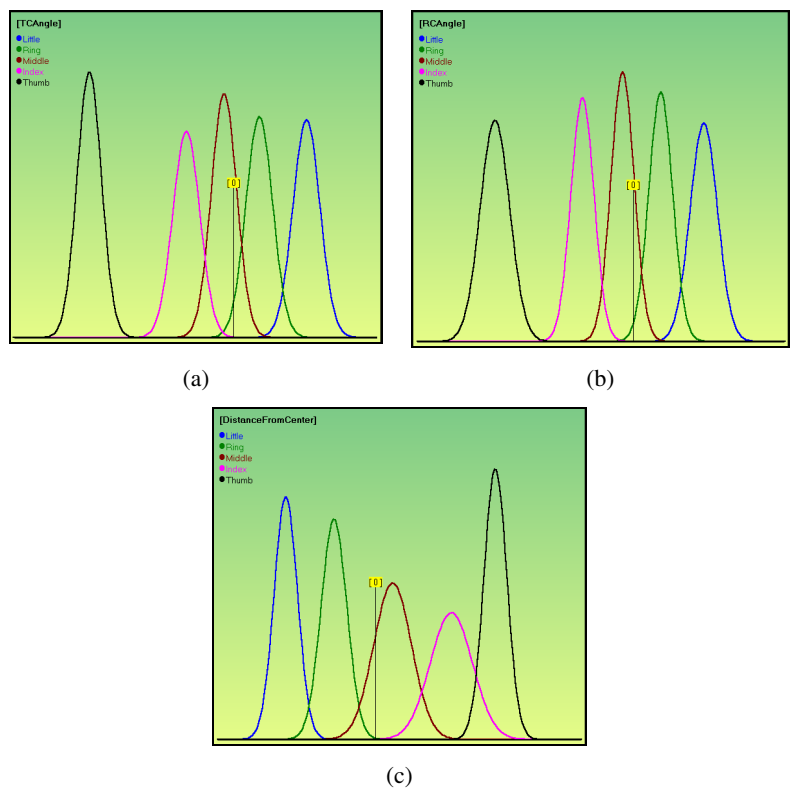 [TCAngle]
Little
Ring
Middle
Index
Thumb
[0]
(a)
[RCAngle]
Little
Ring
Middle
Index
Thumb
[0]
(b)
[DistanceFromCenter]
Little
Ring
Middle
Index
Thumb
[0]
(c)